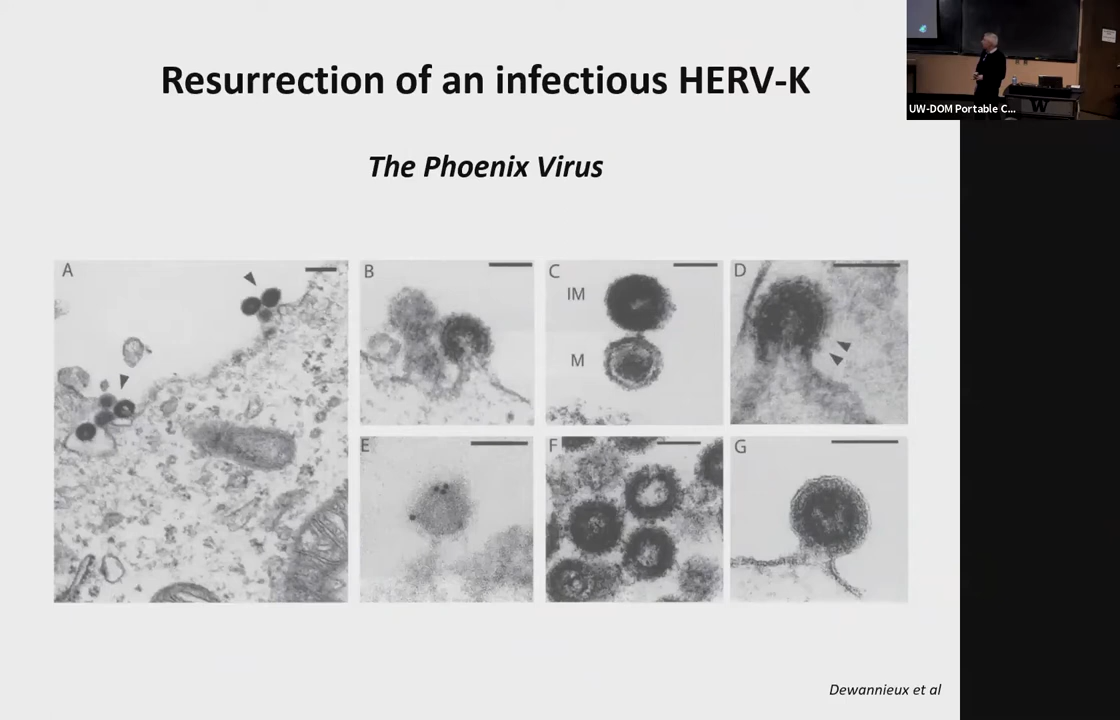 Resurrection of an infectious HERV-K
UW-DOM Portable C...
W
The Phoenix Virus
A
B
C
IM
M
D
E
F
G
Dewannieux et al